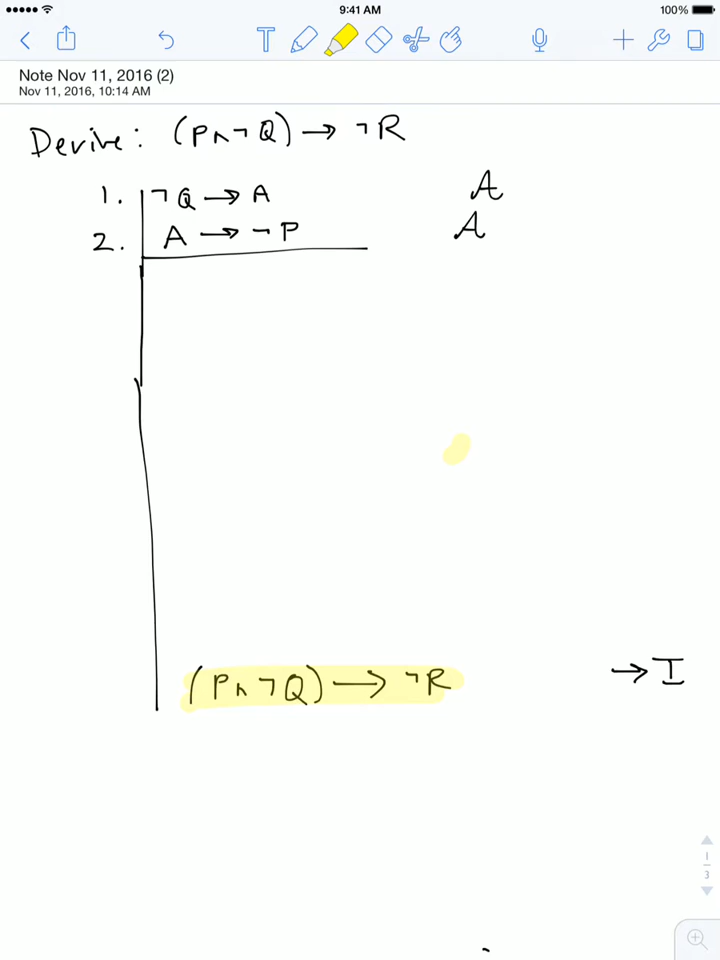 9:41 AM
100%
T
Note Nov 11, 2016 (2)
Nov 11, 2016, 10:14 AM
Derive: (P∧¬Q) → ¬R
1. ¬Q → A A
2. A → ¬P A
(P∧¬Q) → ¬R →I
1
3